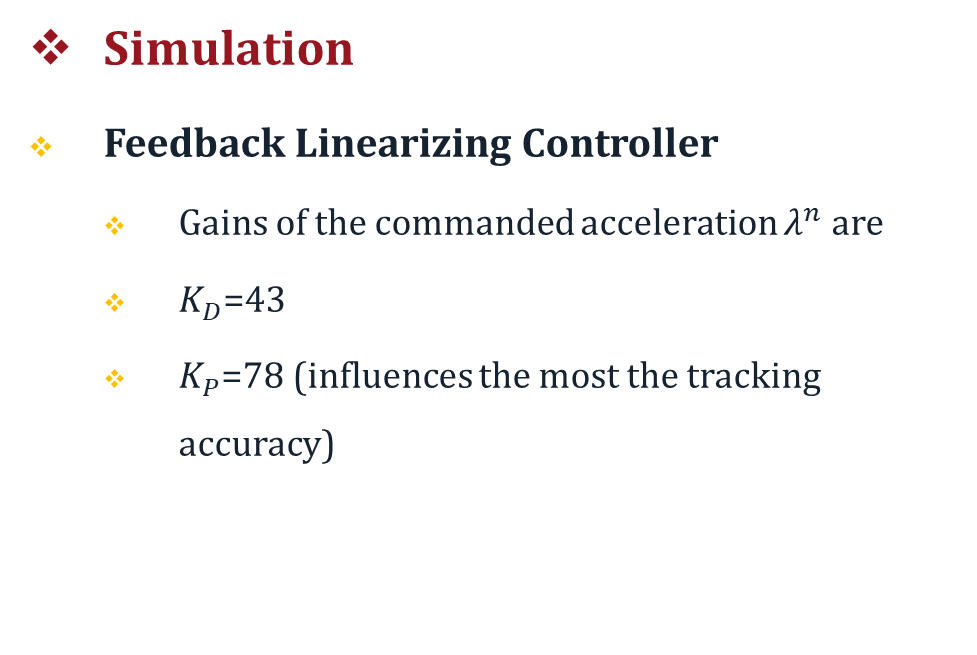 ❖ Simulation
❖ Feedback Linearizing Controller
❖ Gains of the commanded acceleration λⁿ are
❖ K_D=43
❖ K_P=78 (influences the most the tracking
accuracy)